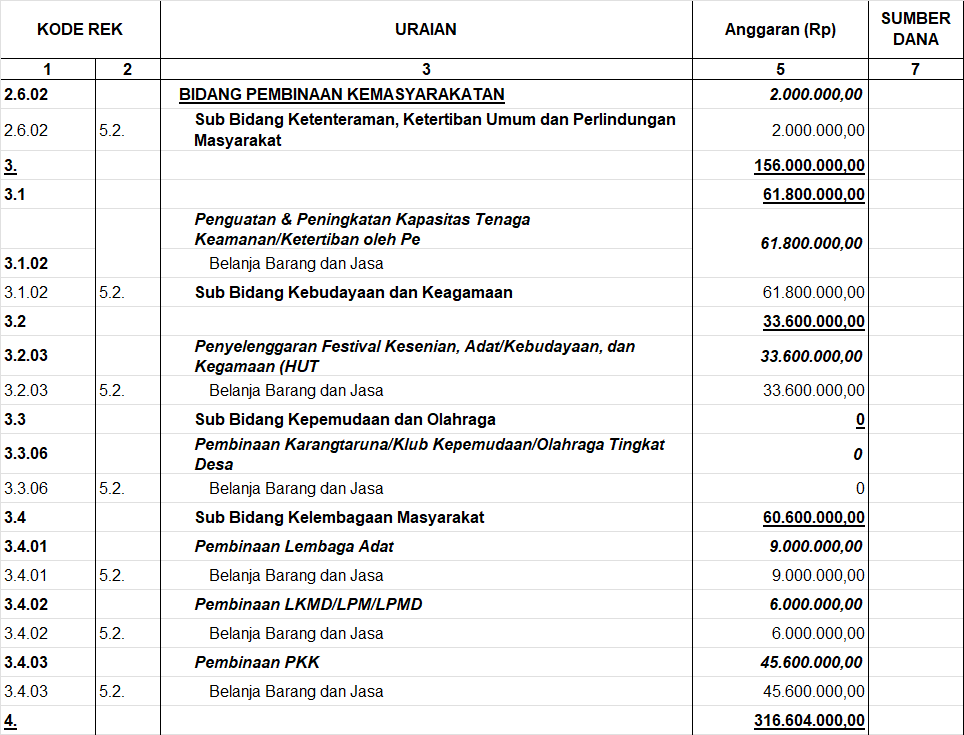 KODE REK URAIAN Anggaran (Rp) SUMBER
DANA
1 2 3 5 7
2.6.02 BIDANG PEMBINAAN KEMASYARAKATAN 2.000.000,00
2.6.02 5.2. Sub Bidang Ketenteraman, Ketertiban Umum dan Perlindungan
Masyarakat 2.000.000,00
3. 156.000.000,00
3.1 61.800.000,00
Penguatan & Peningkatan Kapasitas Tenaga
Keamanan/Ketertiban oleh Pe 61.800.000,00
3.1.02 Belanja Barang dan Jasa
3.1.02 5.2. Sub Bidang Kebudayaan dan Keagamaan 61.800.000,00
3.2 33.600.000,00
3.2.03 Penyelenggaran Festival Kesenian, Adat/Kebudayaan, dan
Kegamaan (HUT 33.600.000,00
3.2.03 5.2. Belanja Barang dan Jasa 33.600.000,00
3.3 Sub Bidang Kepemudaan dan Olahraga 0
3.3.06 Pembinaan Karangtaruna/Klub Kepemudaan/Olahraga Tingkat
Desa 0
3.3.06 5.2. Belanja Barang dan Jasa 0
3.4 Sub Bidang Kelembagaan Masyarakat 60.600.000,00
3.4.01 Pembinaan Lembaga Adat 9.000.000,00
3.4.01 5.2. Belanja Barang dan Jasa 9.000.000,00
3.4.02 Pembinaan LKMD/LPM/LPMD 6.000.000,00
3.4.02 5.2. Belanja Barang dan Jasa 6.000.000,00
3.4.03 Pembinaan PKK 45.600.000,00
3.4.03 5.2. Belanja Barang dan Jasa 45.600.000,00
4. 316.604.000,00